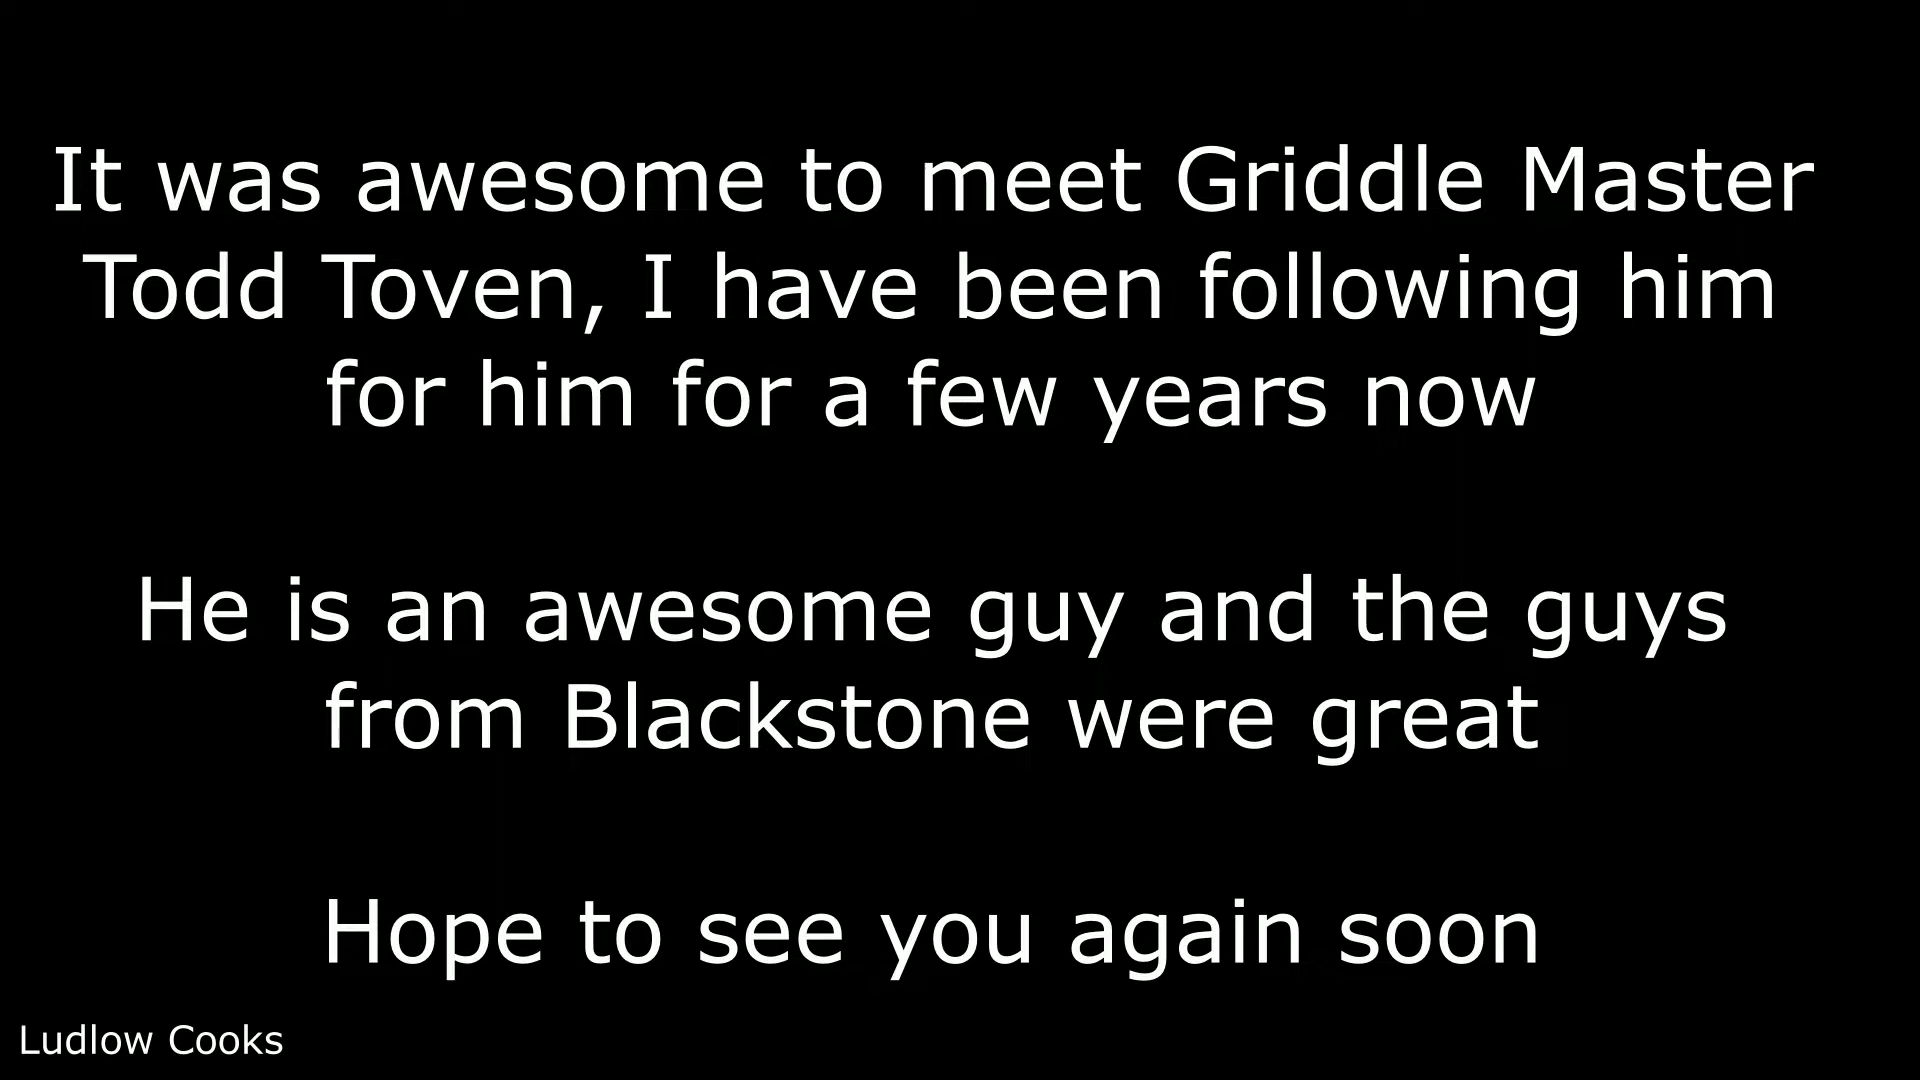 It was awesome to meet Griddle Master
Todd Toven, I have been following him
for him for a few years now
He is an awesome guy and the guys
from Blackstone were great
Hope to see you again soon
Ludlow Cooks